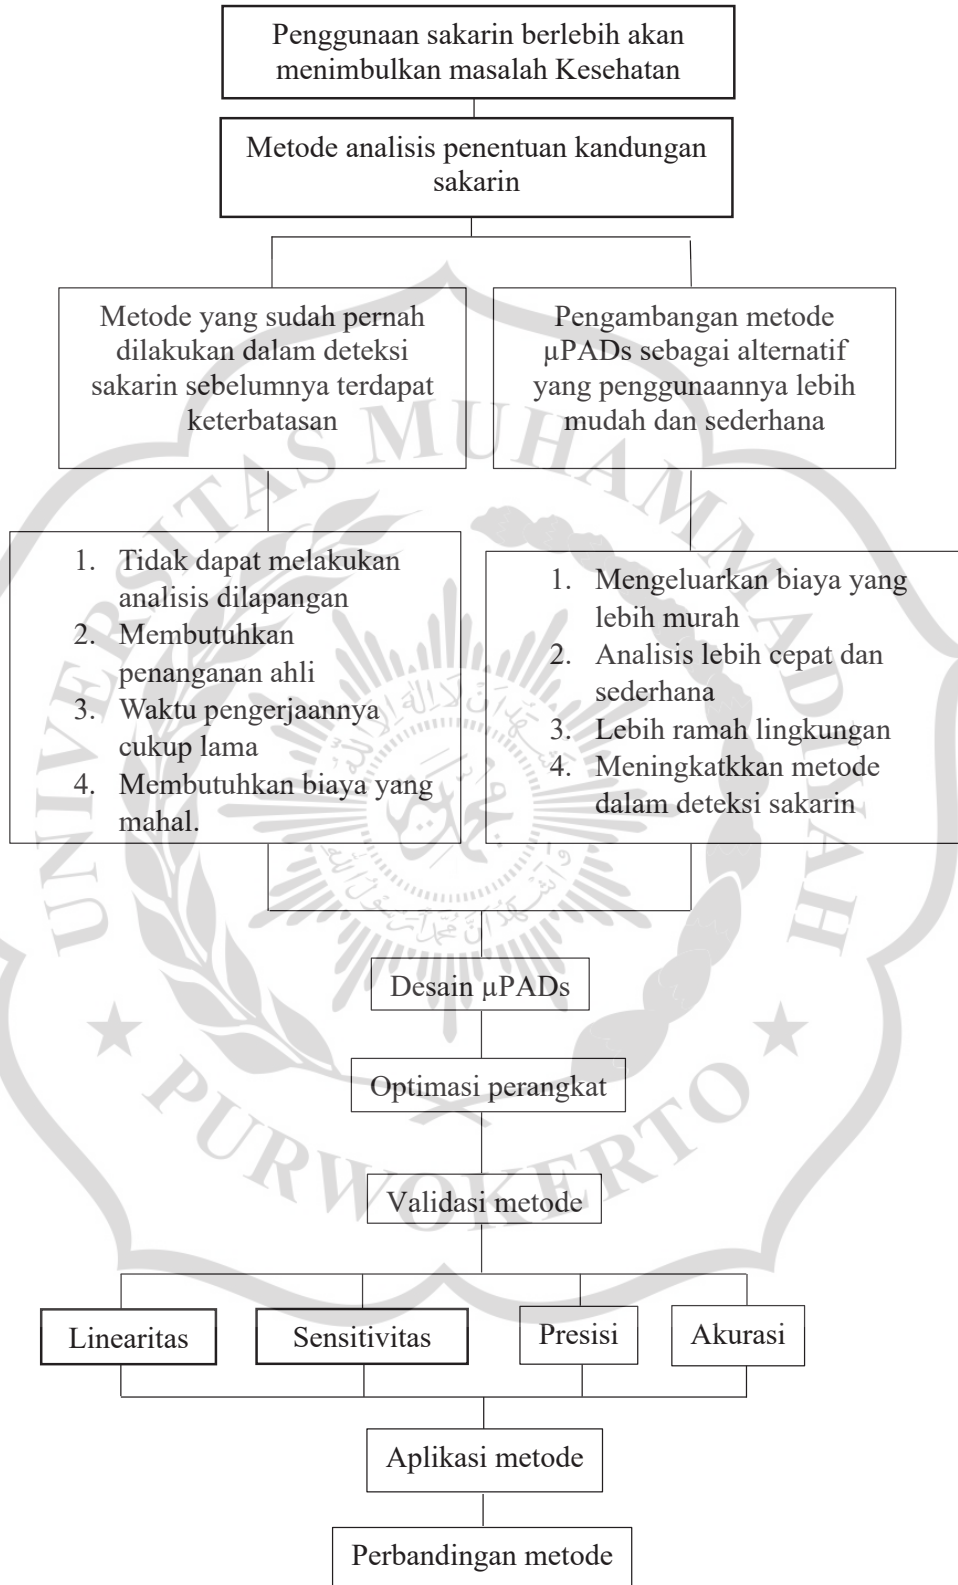 Penggunaan sakarin berlebih akan
menimbulkan masalah Kesehatan
Metode analisis penentuan kandungan
sakarin
Metode yang sudah pernah
dilakukan dalam deteksi
sakarin sebelumnya terdapat
keterbatasan
Pengambangan metode
µPADs sebagai alternatif
yang penggunaannya lebih
mudah dan sederhana
1. Tidak dapat melakukan
analisis dilapangan
2. Membutuhkan
penanganan ahli
3. Waktu pengerjaannya
cukup lama
4. Membutuhkan biaya yang
mahal.
1. Mengeluarkan biaya yang
lebih murah
2. Analisis lebih cepat dan
sederhana
3. Lebih ramah lingkungan
4. Meningkatkkan metode
dalam deteksi sakarin
Desain µPADs
Optimasi perangkat
Validasi metode
Linearitas
Sensitivitas
Presisi
Akurasi
Aplikasi metode
Perbandingan metode
UNIVERSITAS MUHAMMADIYAH
PURWOKERTO